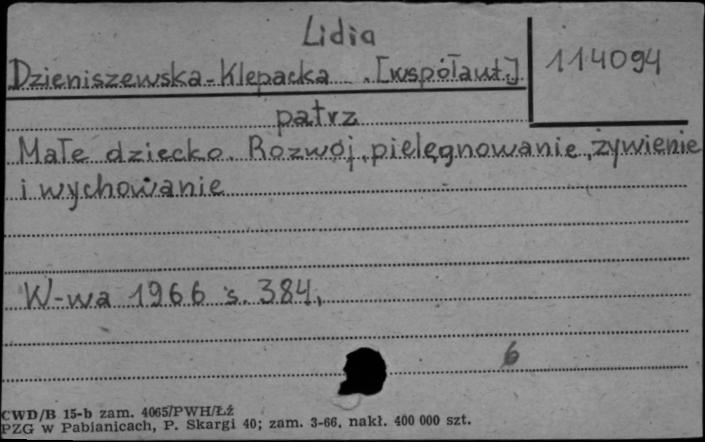 Lidia
Dzieniszewska-Klepacka . [współaut.]
114094
patrz
Małe dziecko. Rozwój, pielęgnowanie, żywienie
i wychowanie
W-wa 1966 s. 384,
6
CWD/B 15-b zam. 4065/PWH/Łź
PZG w Pabianicach, P. Skargi 40; zam. 3-66. nakł. 400 000 szt.